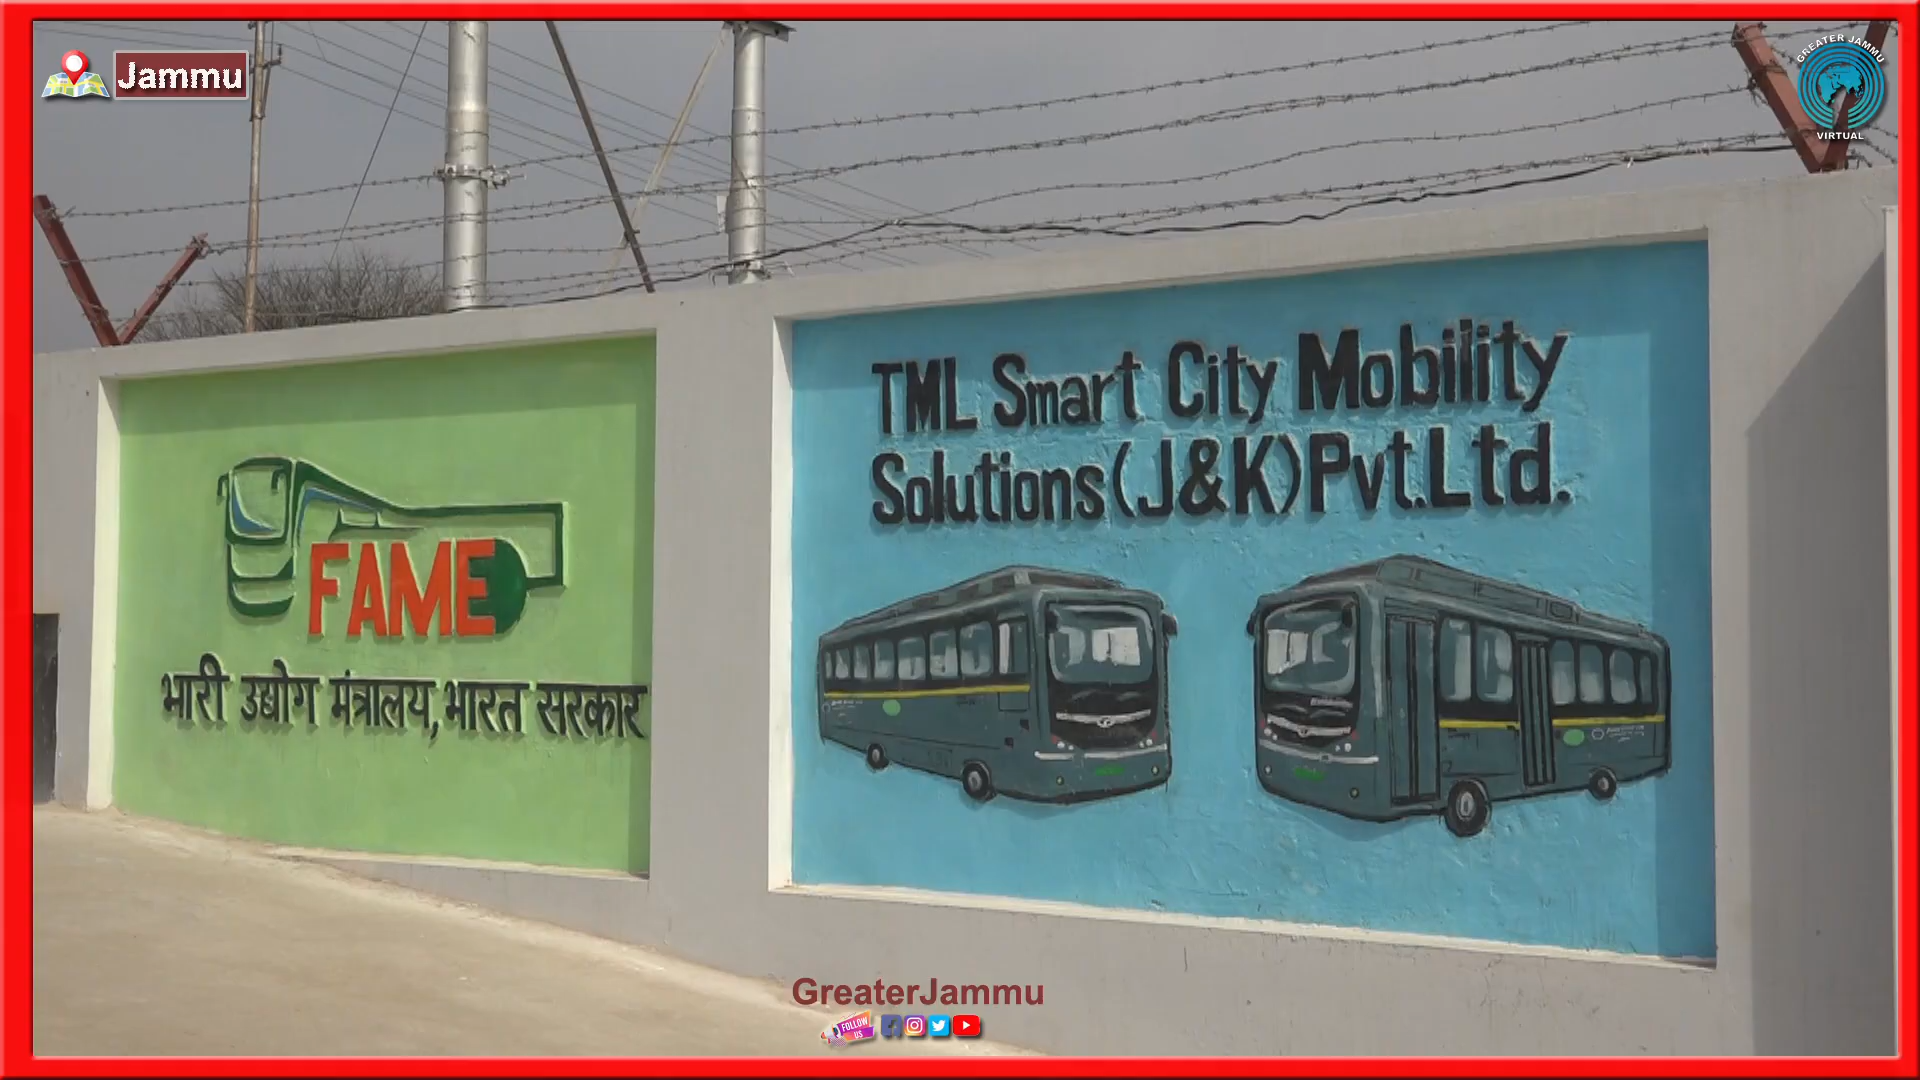 Jammu
GREATER JAMMU
VIRTUAL
FAME
भारी उद्योग मंत्रालय, भारत सरकार
TML Smart City Mobility
Solutions (J&K) Pvt. Ltd.
GreaterJammu
FOLLOW
US